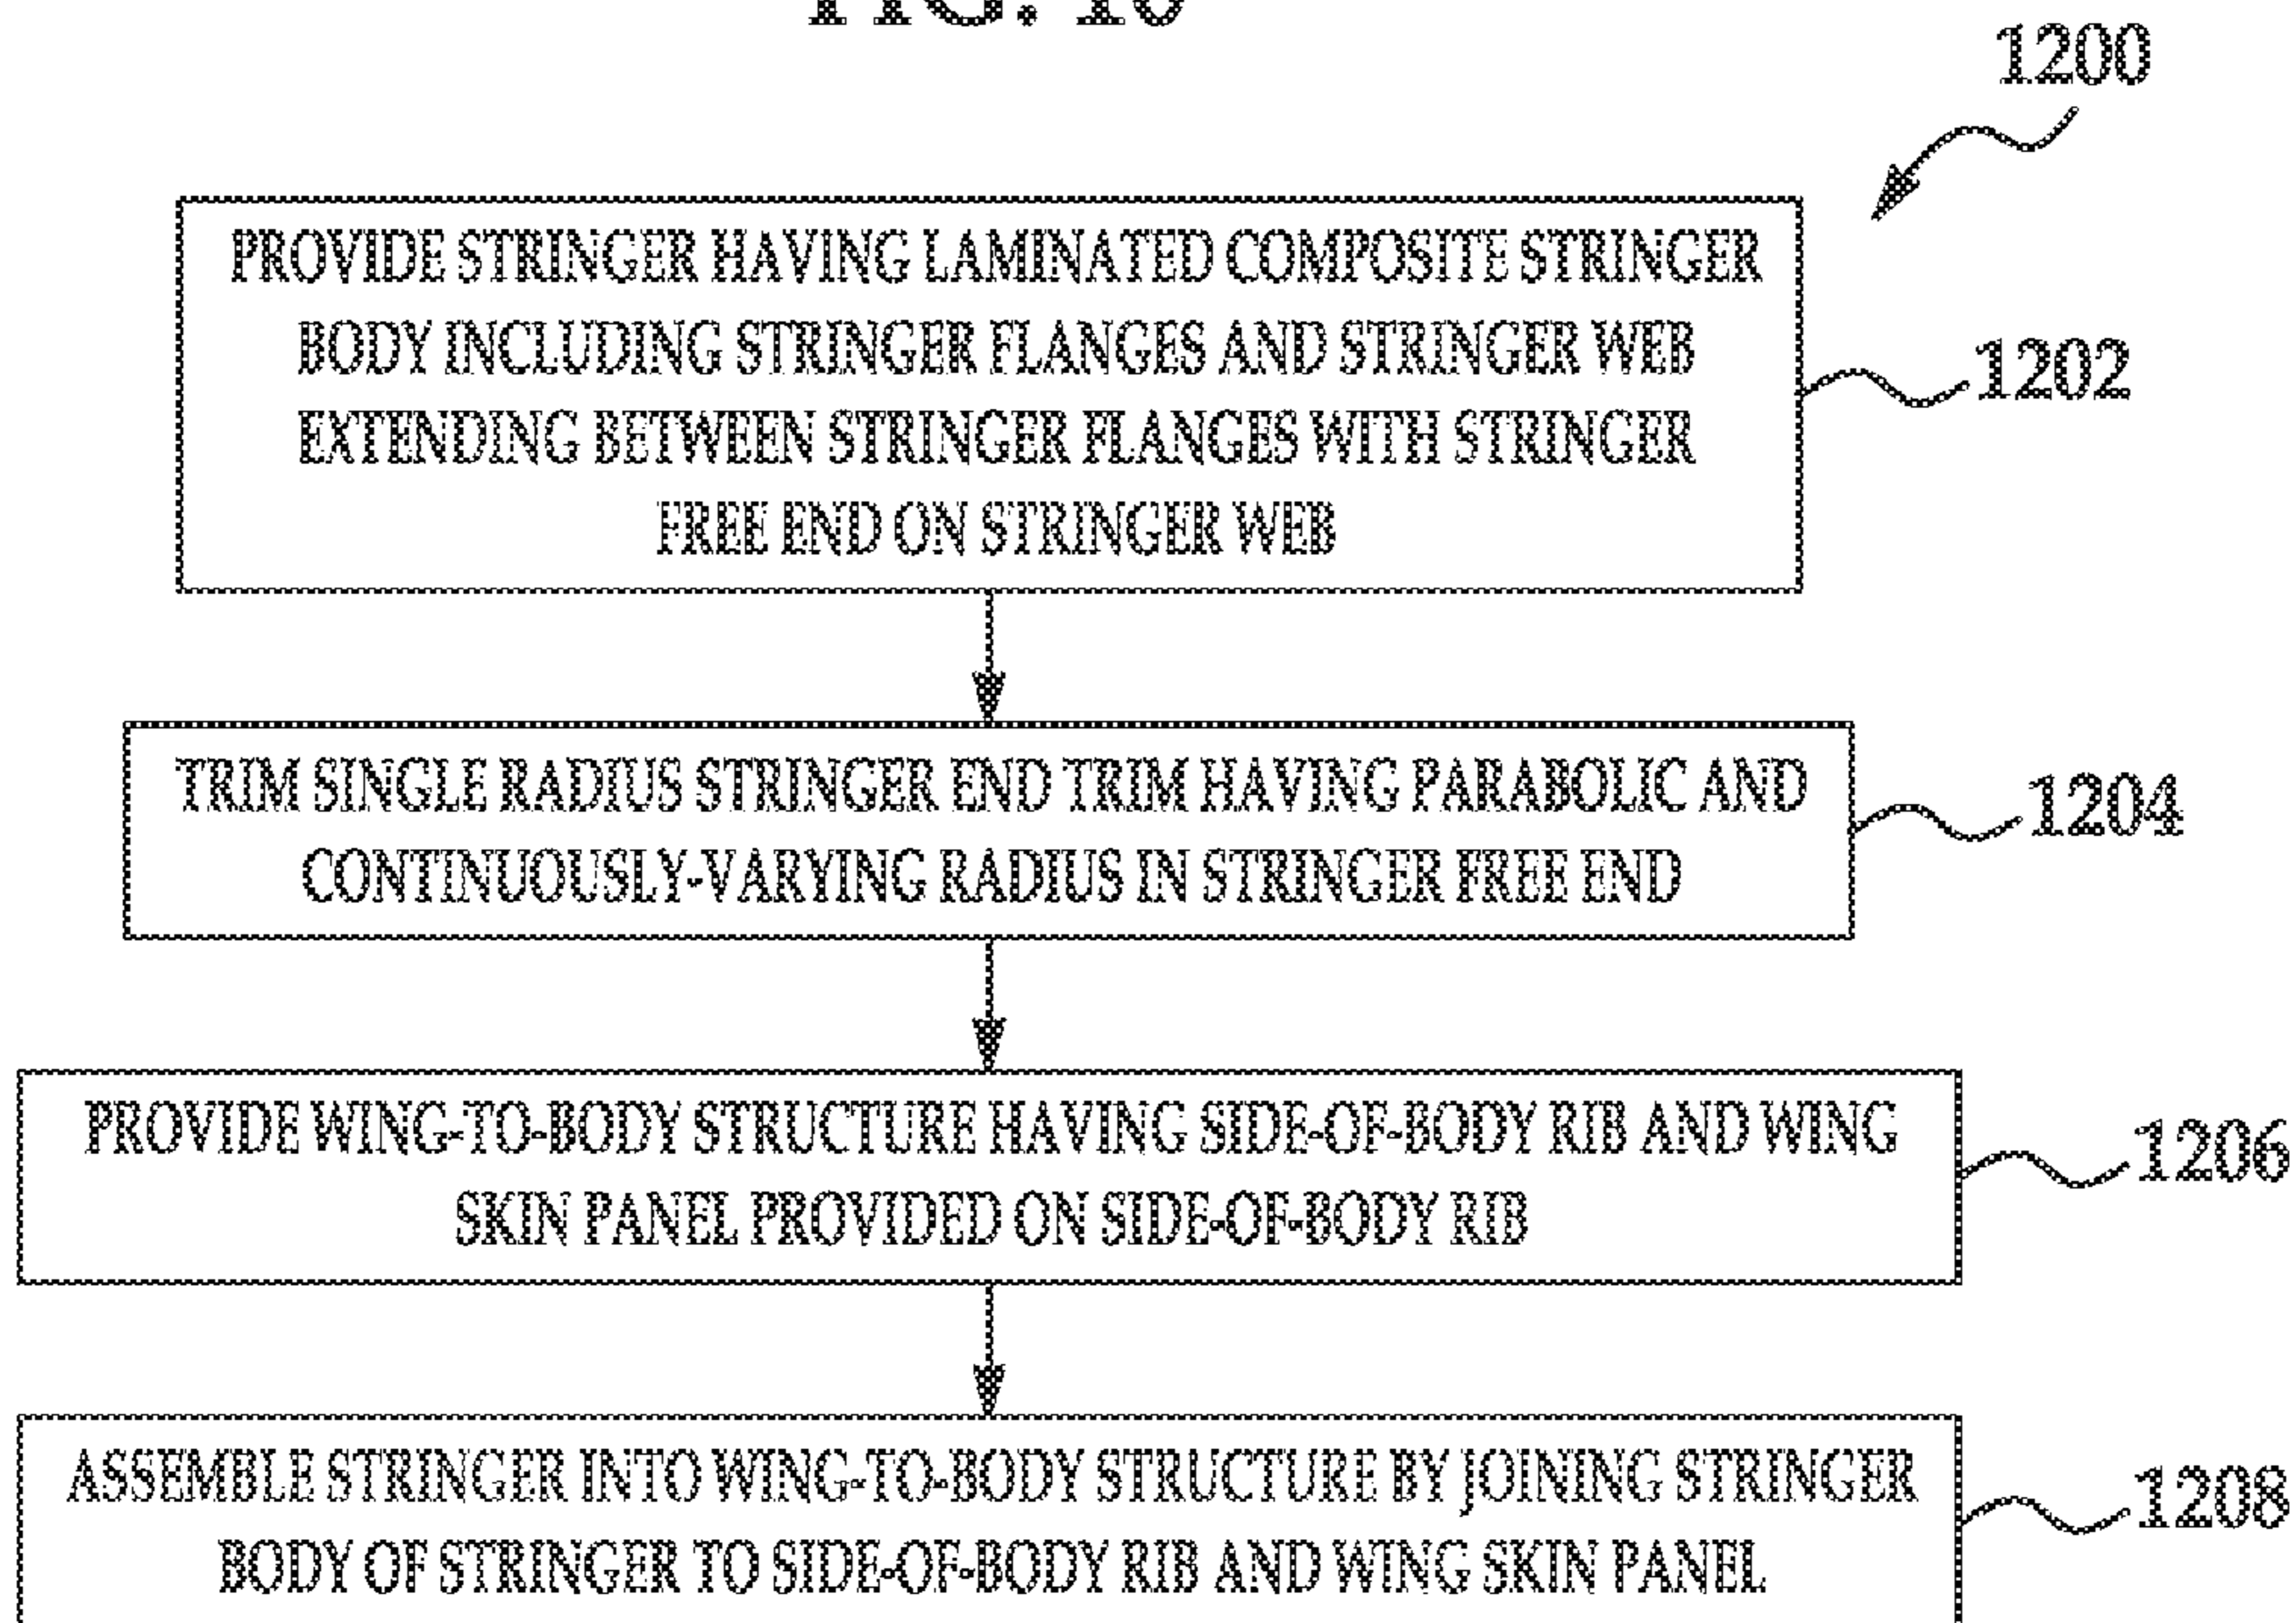 FIG. 10
1200
PROVIDE STRINGER HAVING LAMINATED COMPOSITE STRINGER
BODY INCLUDING STRINGER FLANGES AND STRINGER WEB
EXTENDING BETWEEN STRINGER FLANGES WITH STRINGER
FREE END ON STRINGER WEB
1202
TRIM SINGLE RADIUS STRINGER END TRIM HAVING PARABOLIC AND
CONTINUOUSLY-VARYING RADIUS IN STRINGER FREE END
1204
PROVIDE WING-TO-BODY STRUCTURE HAVING SIDE-OF-BODY RIB AND WING
SKIN PANEL PROVIDED ON SIDE-OF-BODY RIB
1206
ASSEMBLE STRINGER INTO WING-TO-BODY STRUCTURE BY JOINING STRINGER
BODY OF STRINGER TO SIDE-OF-BODY RIB AND WING SKIN PANEL
1208